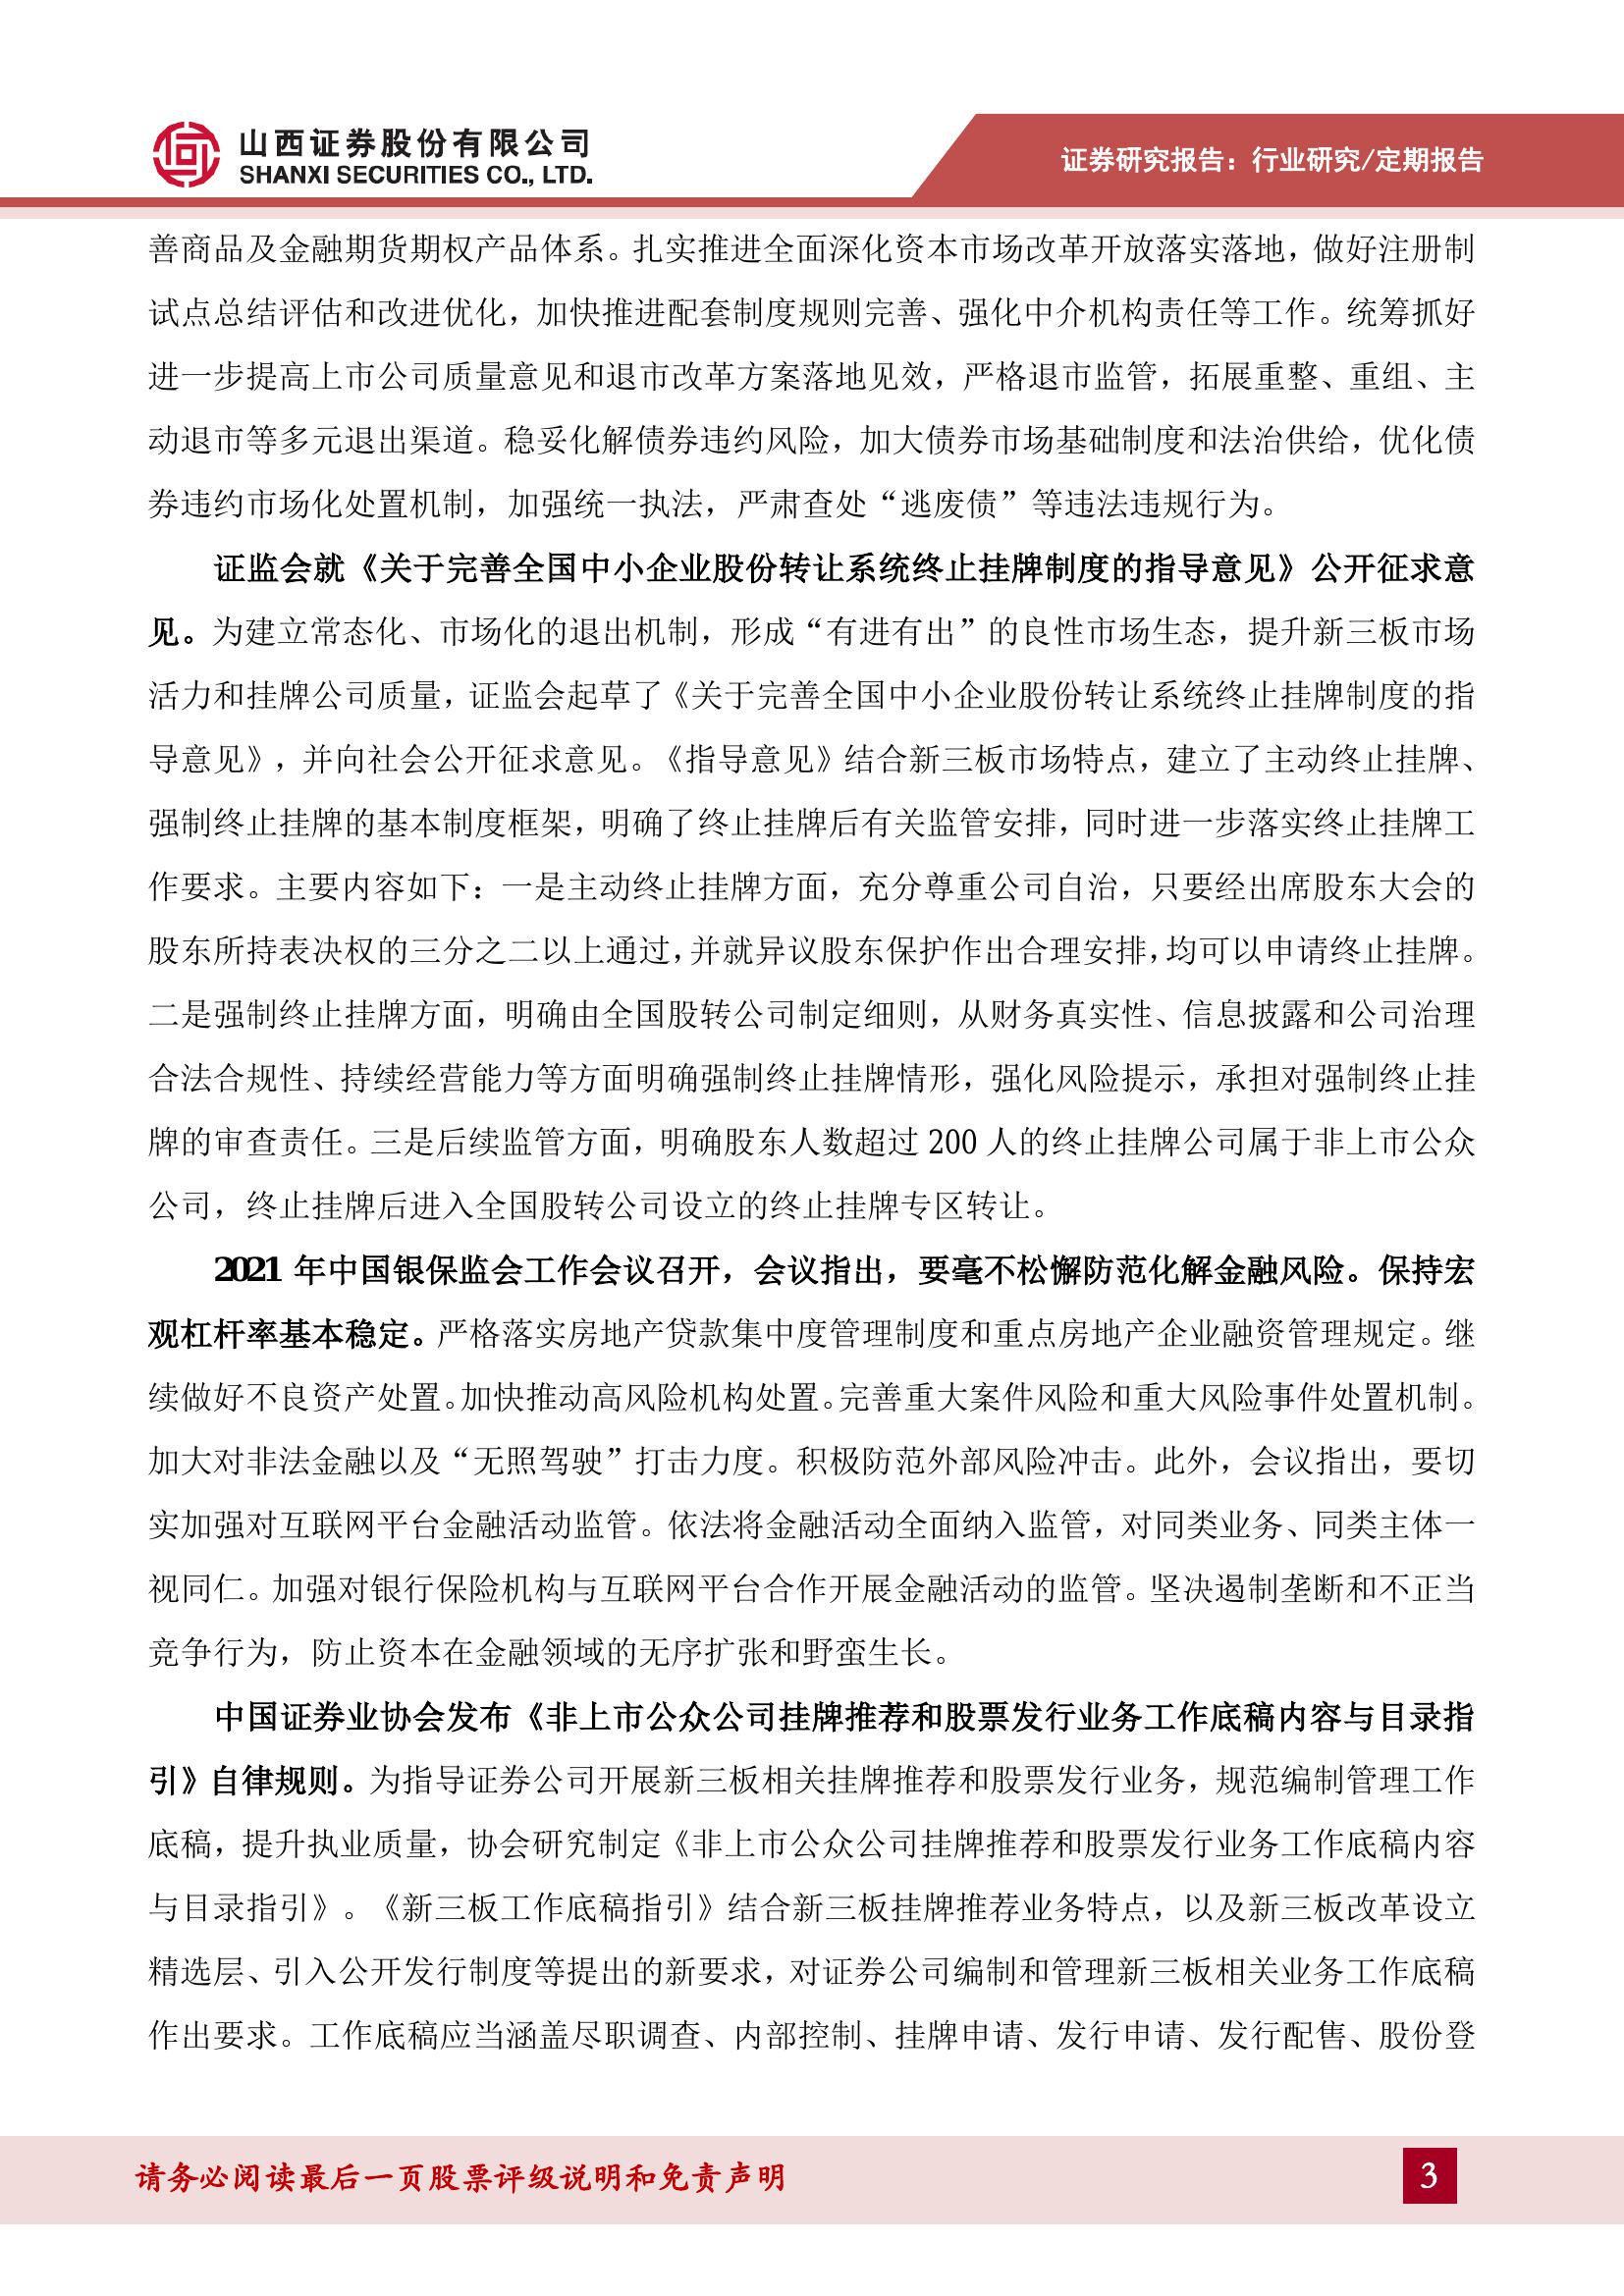 山西证券股份有限公司
SHANXI SECURITIES CO., LTD.
证券研究报告：行业研究/定期报告
善商品及金融期货期权产品体系。扎实推进全面深化资本市场改革开放落实落地，做好注册制
试点总结评估和改进优化，加快推进配套制度规则完善、强化中介机构责任等工作。统筹抓好
进一步提高上市公司质量意见和退市改革方案落地见效，严格退市监管，拓展重整、重组、主
动退市等多元退出渠道。稳妥化解债券违约风险，加大债券市场基础制度和法治供给，优化债
券违约市场化处置机制，加强统一执法，严肃查处“逃废债”等违法违规行为。
证监会就《关于完善全国中小企业股份转让系统终止挂牌制度的指导意见》公开征求意
见。为建立常态化、市场化的退出机制，形成“有进有出”的良性市场生态，提升新三板市场
活力和挂牌公司质量，证监会起草了《关于完善全国中小企业股份转让系统终止挂牌制度的指
导意见》，并向社会公开征求意见。《指导意见》结合新三板市场特点，建立了主动终止挂牌、
强制终止挂牌的基本制度框架，明确了终止挂牌后有关监管安排，同时进一步落实终止挂牌工
作要求。主要内容如下：一是主动终止挂牌方面，充分尊重公司自治，只要经出席股东大会的
股东所持表决权的三分之二以上通过，并就异议股东保护作出合理安排，均可以申请终止挂牌。
二是强制终止挂牌方面，明确由全国股转公司制定细则，从财务真实性、信息披露和公司治理
合法合规性、持续经营能力等方面明确强制终止挂牌情形，强化风险提示，承担对强制终止挂
牌的审查责任。三是后续监管方面，明确股东人数超过 200 人的终止挂牌公司属于非上市公众
公司，终止挂牌后进入全国股转公司设立的终止挂牌专区转让。
2021 年中国银保监会工作会议召开，会议指出，要毫不松懈防范化解金融风险。保持宏
观杠杆率基本稳定。严格落实房地产贷款集中度管理制度和重点房地产企业融资管理规定。继
续做好不良资产处置。加快推动高风险机构处置。完善重大案件风险和重大风险事件处置机制。
加大对非法金融以及“无照驾驶”打击力度。积极防范外部风险冲击。此外，会议指出，要切
实加强对互联网平台金融活动监管。依法将金融活动全面纳入监管，对同类业务、同类主体一
视同仁。加强对银行保险机构与互联网平台合作开展金融活动的监管。坚决遏制垄断和不正当
竞争行为，防止资本在金融领域的无序扩张和野蛮生长。
中国证券业协会发布《非上市公众公司挂牌推荐和股票发行业务工作底稿内容与目录指
引》自律规则。为指导证券公司开展新三板相关挂牌推荐和股票发行业务，规范编制管理工作
底稿，提升执业质量，协会研究制定《非上市公众公司挂牌推荐和股票发行业务工作底稿内容
与目录指引》。《新三板工作底稿指引》结合新三板挂牌推荐业务特点，以及新三板改革设立
精选层、引入公开发行制度等提出的新要求，对证券公司编制和管理新三板相关业务工作底稿
作出要求。工作底稿应当涵盖尽职调查、内部控制、挂牌申请、发行申请、发行配售、股份登
请务必阅读最后一页股票评级说明和免责声明
3